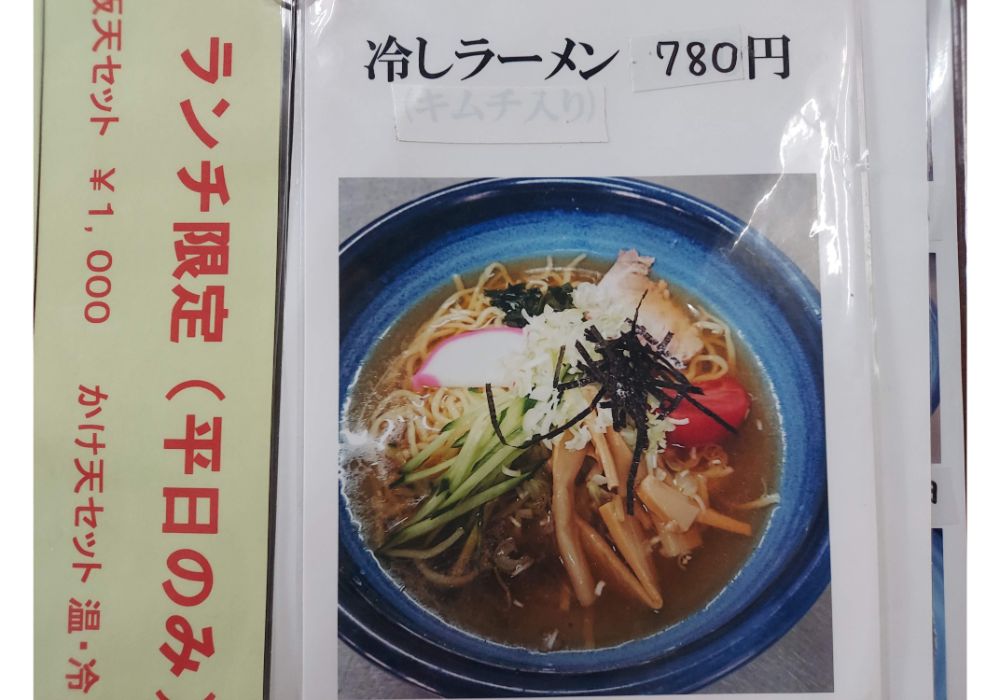 冷しラーメン 780円
(キムチ入り)
ランチ限定(平日のみ
天セット ¥1,000 かけ天セット 温・冷
円